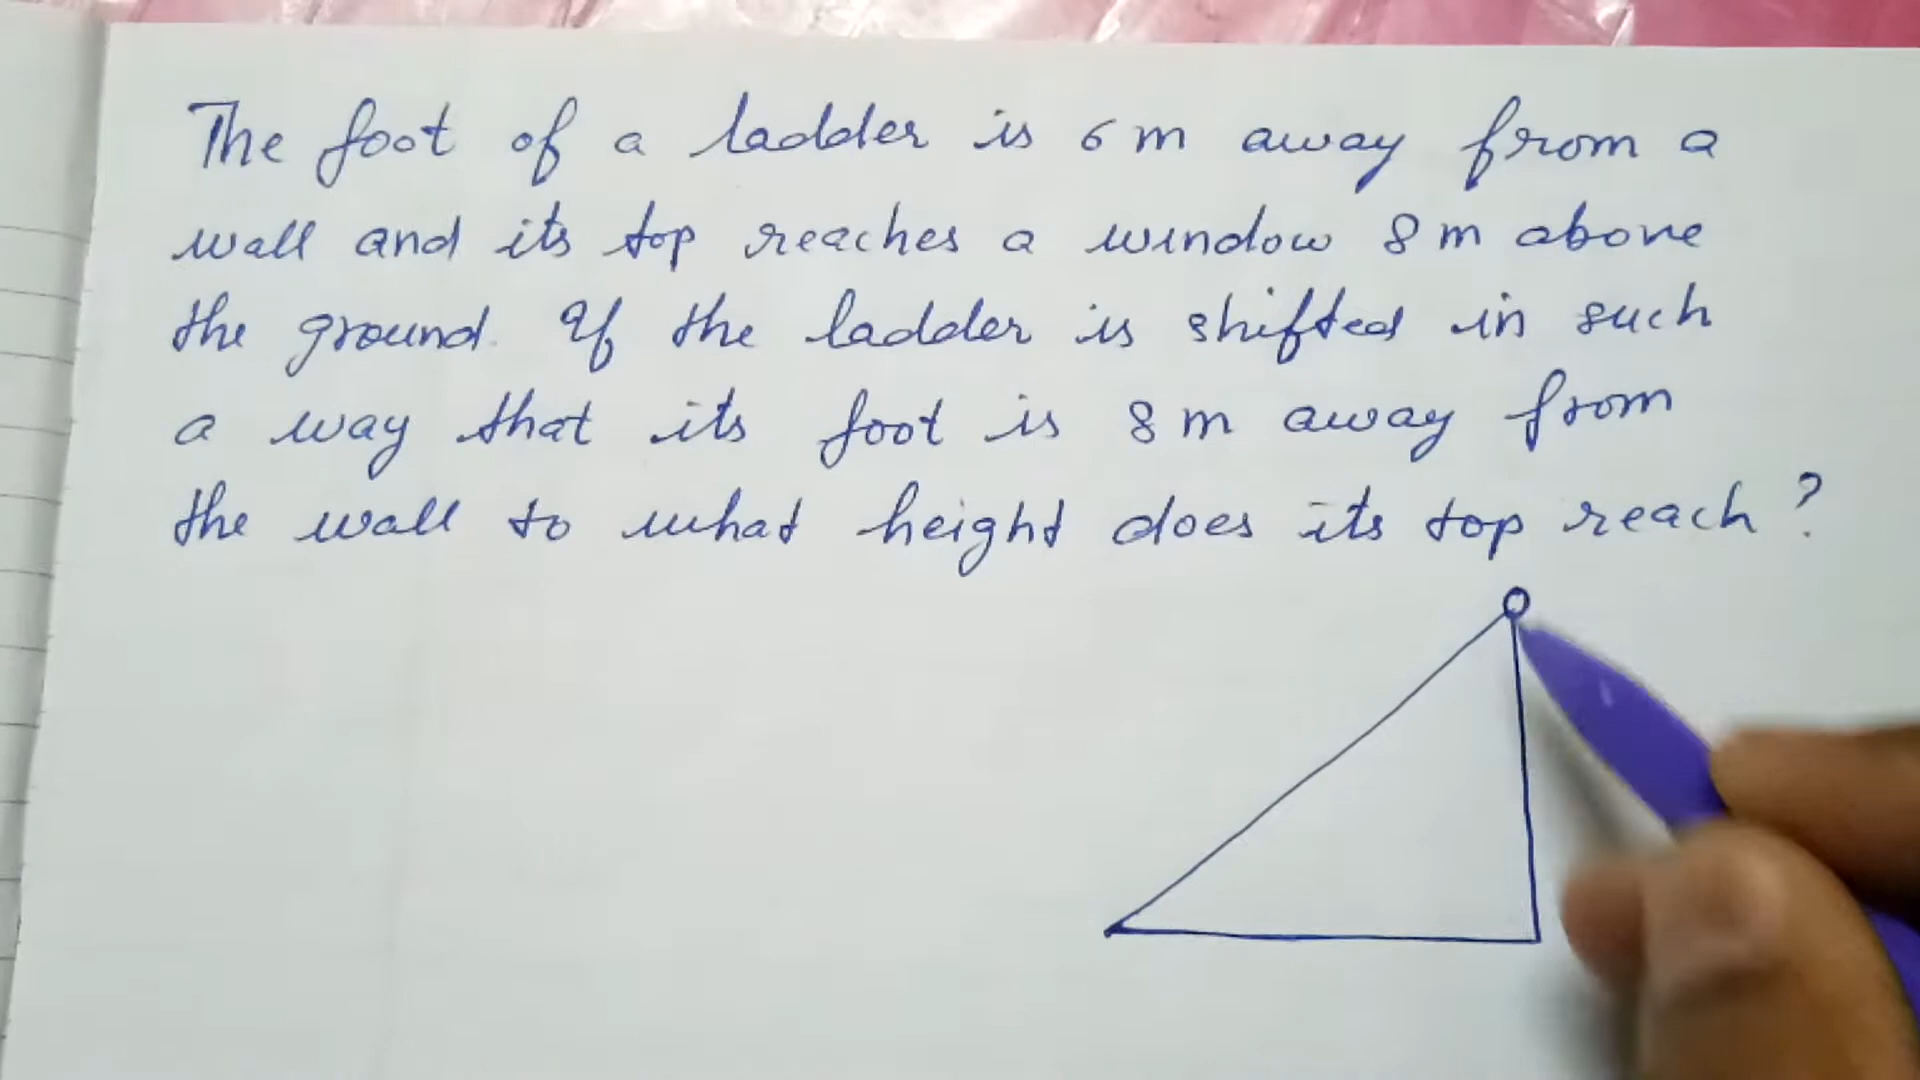 The foot of a ladder is 6 m away from a
wall and its top reaches a window 8 m above
the ground. If the ladder is shifted in such
a way that its foot is 8 m away from
the wall to what height does its top reach ?